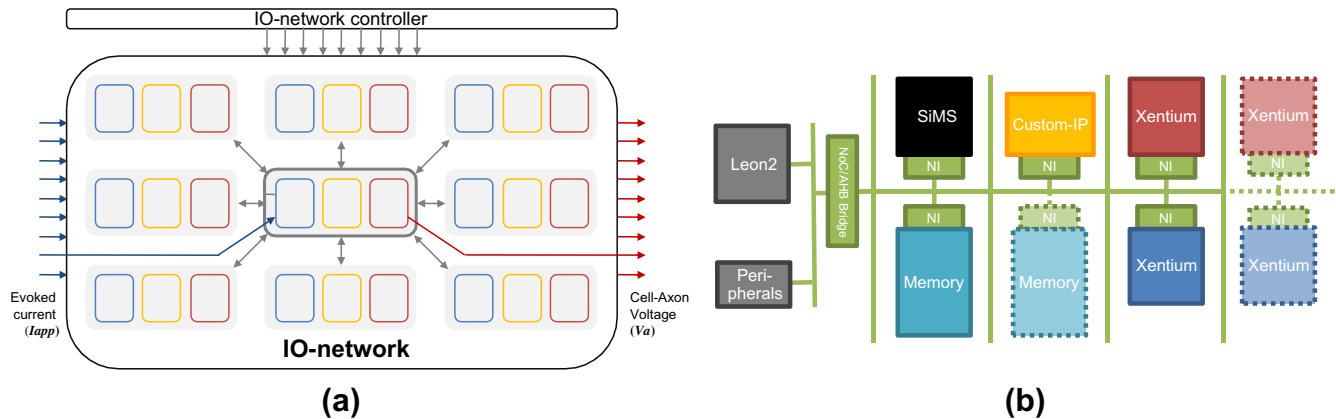 IO-network controller
Evoked
current
(Iapp)
Cell-Axon
Voltage
(Va)
IO-network
(a)
SiMS
Custom-IP
Xentium
Xentium
NI
NI
NI
NI
Leon2
NoC/AHB Bridge
NI
NI
NI
NI
Peri-
pherals
Memory
Memory
Xentium
Xentium
(b)